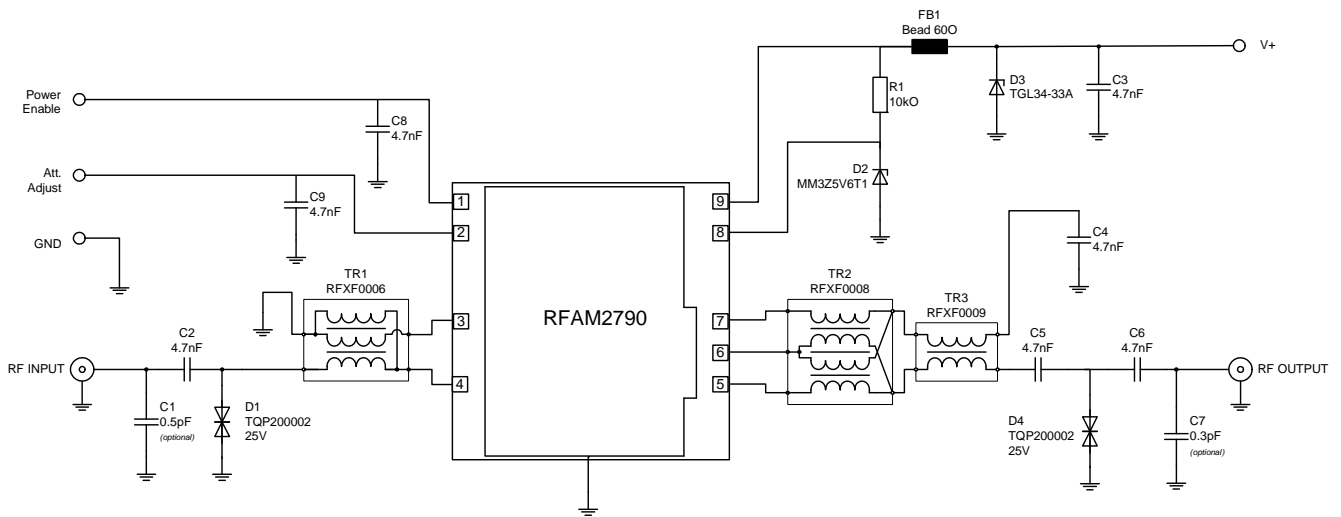 FB1
Bead 60O
V+
D3
TGL34-33A
C3
4.7nF
R1
10kO
Power
Enable
C8
4.7nF
Att.
Adjust
C9
4.7nF
D2
MM3Z5V6T1
1
2
9
8
GND
C4
4.7nF
TR1
RFXF0006
TR2
RFXF0008
TR3
RFXF0009
RFAM2790
3
4
7
6
5
C2
4.7nF
C5
4.7nF
C6
4.7nF
RF INPUT
RF OUTPUT
C1
0.5pF
(optional)
D1
TQP200002
25V
D4
TQP200002
25V
C7
0.3pF
(optional)